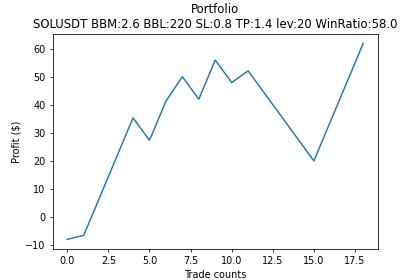 Portfolio
SOLUSDT BBM:2.6 BBL:220 SL:0.8 TP:1.4 lev:20 WinRatio:58.0
60
50
40
30
20
10
0
−10
Profit ($)
0.0 2.5 5.0 7.5 10.0 12.5 15.0 17.5
Trade counts